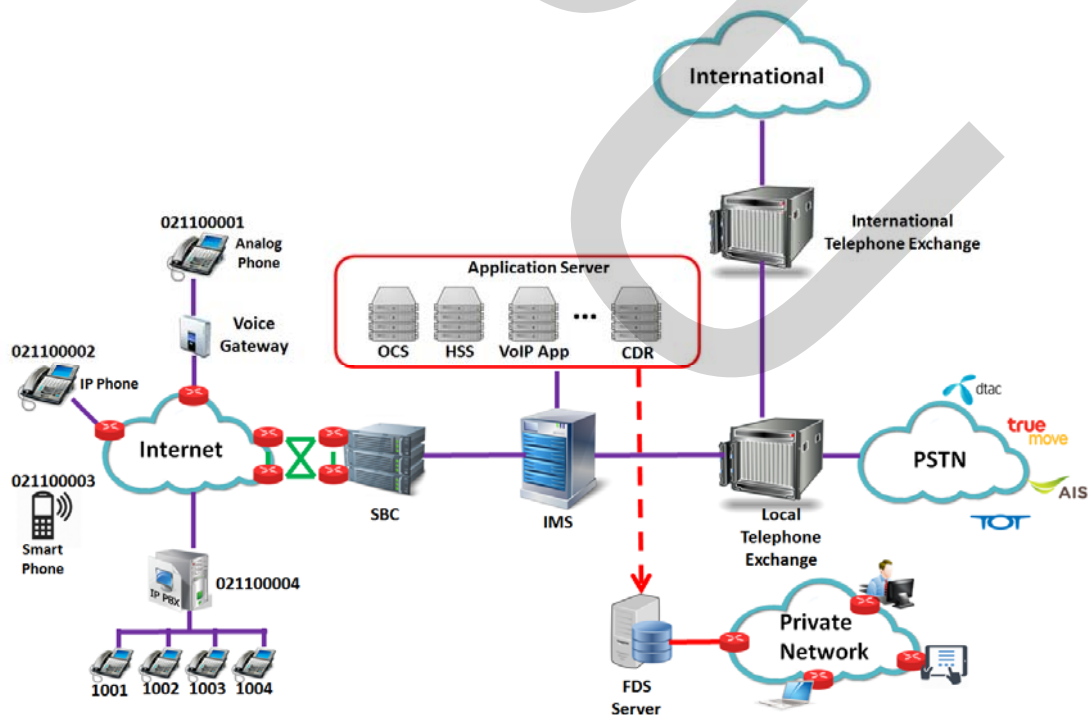 International
International
Telephone Exchange
021100001
Analog
Phone
Application Server
OCS
HSS
VoIP App
...
CDR
Voice
Gateway
021100002
IP Phone
Internet
021100003
Smart
Phone
SBC
IMS
Local
Telephone
Exchange
PSTN
dtac
true
move
AIS
TOT
IP PBX
021100004
1001
1002
1003
1004
FDS
Server
Private
Network